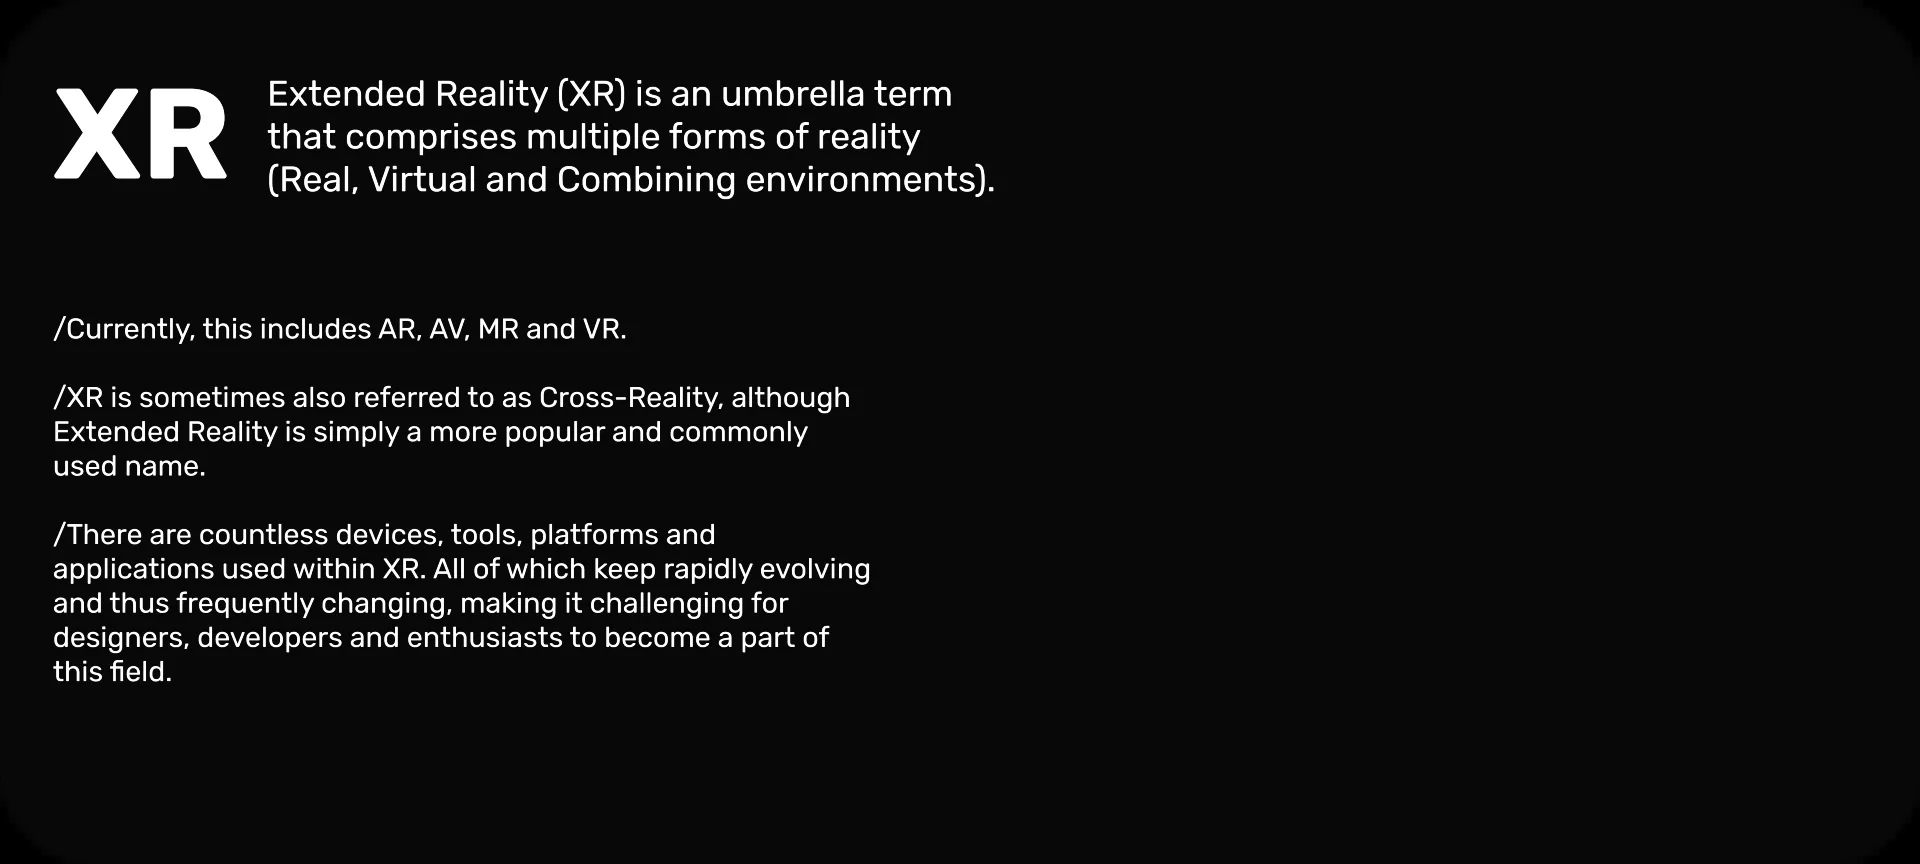 XR
Extended Reality (XR) is an umbrella term
that comprises multiple forms of reality
(Real, Virtual and Combining environments).
/Currently, this includes AR, AV, MR and VR.
/XR is sometimes also referred to as Cross-Reality, although
Extended Reality is simply a more popular and commonly
used name.
/There are countless devices, tools, platforms and
applications used within XR. All of which keep rapidly evolving
and thus frequently changing, making it challenging for
designers, developers and enthusiasts to become a part of
this field.